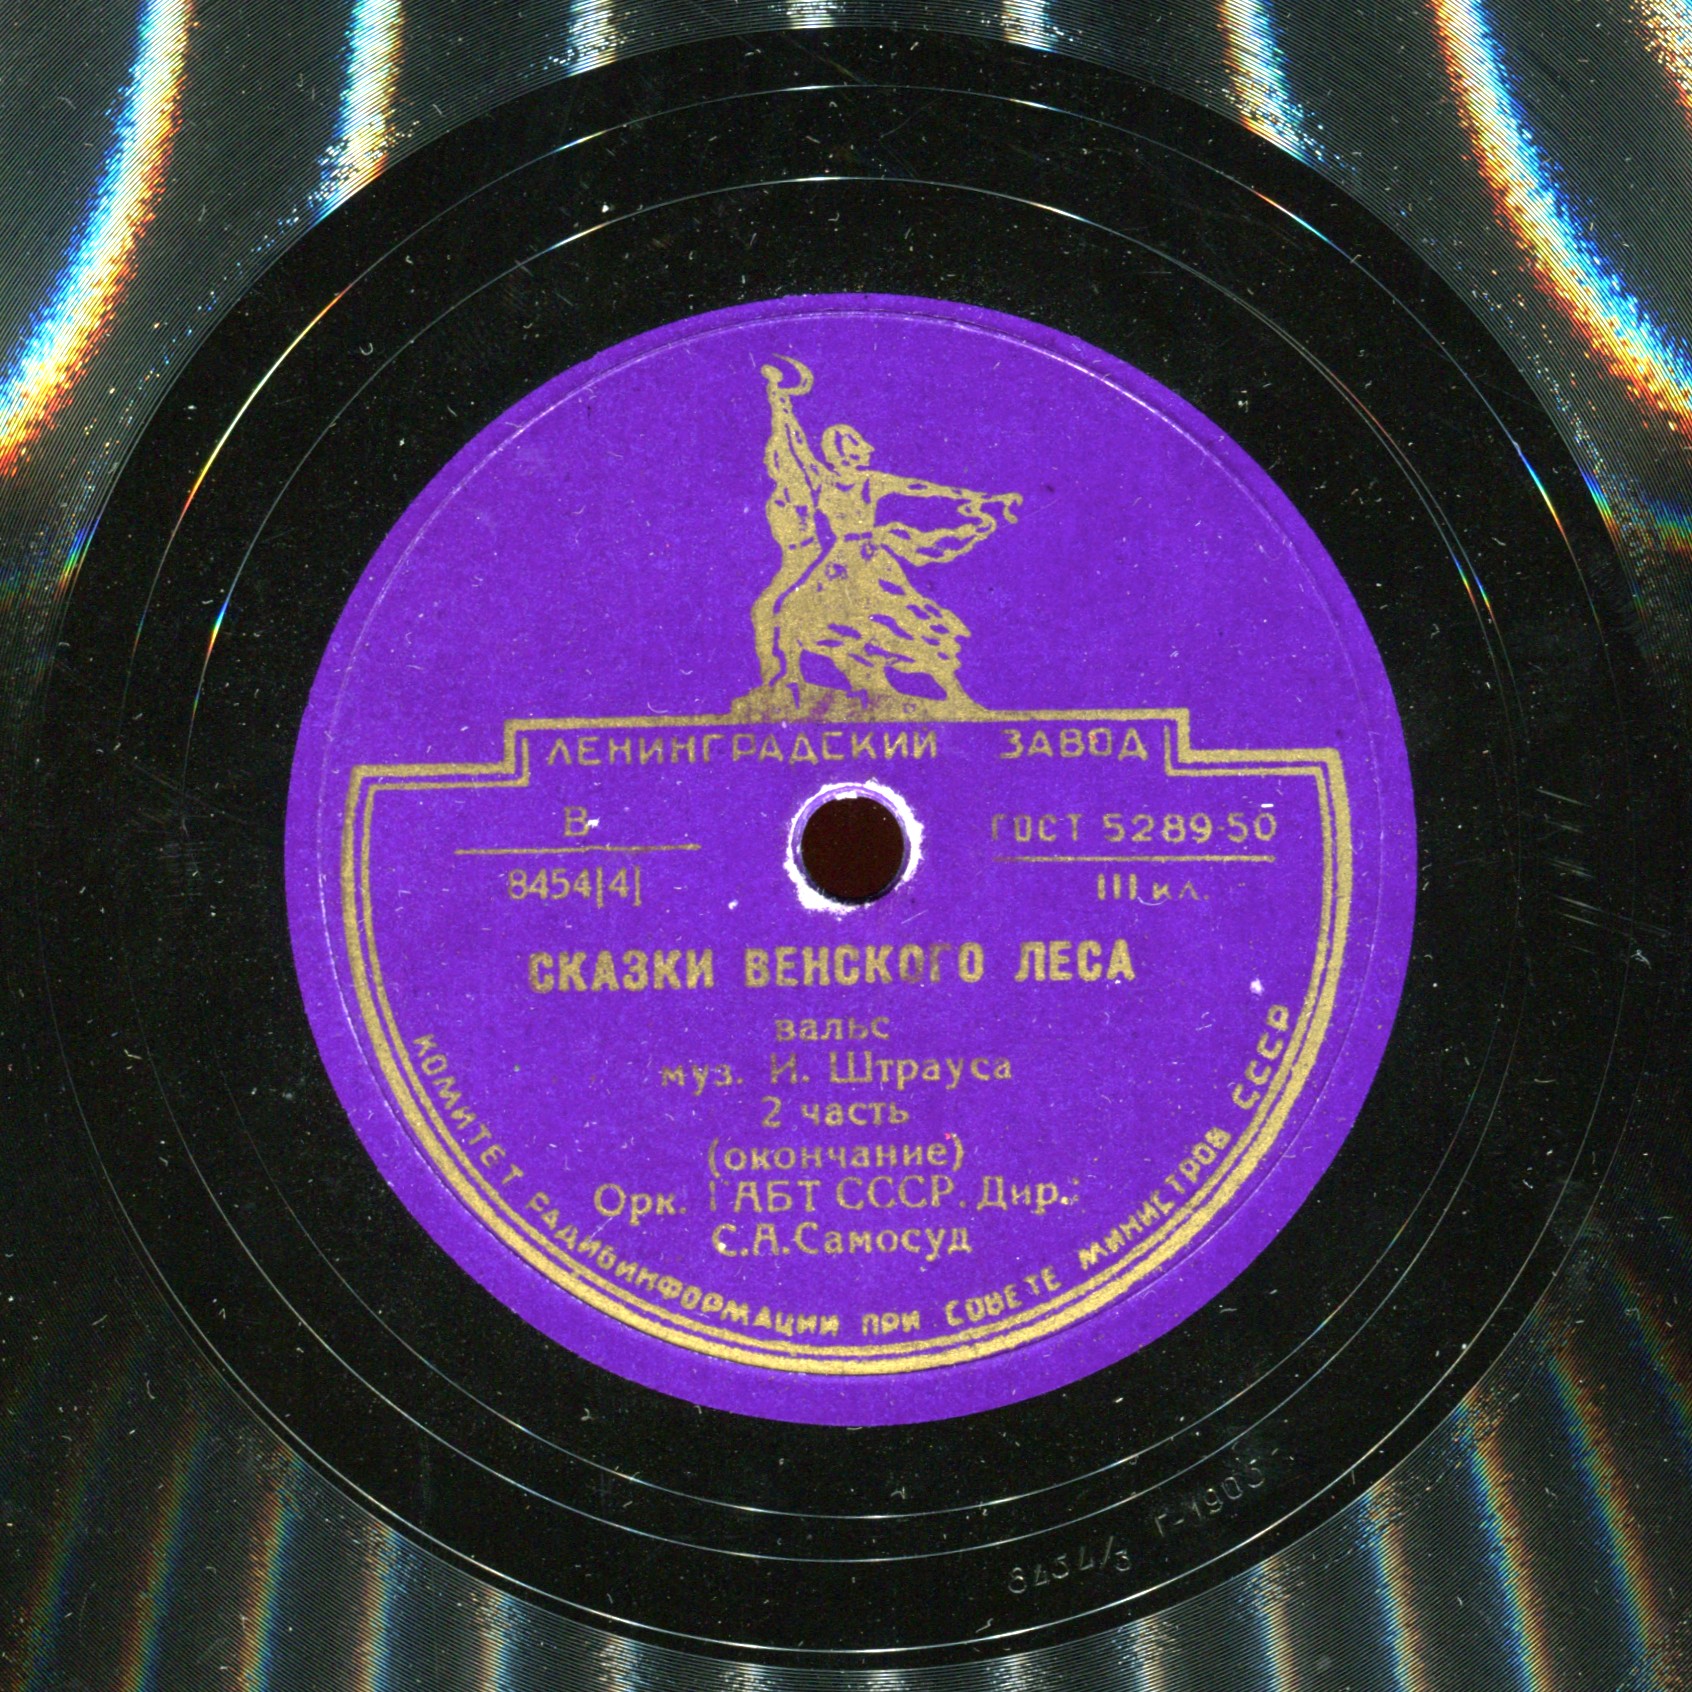 ЛЕНИНГРАДСКИЙ ЗАВОД
В
8454|4|
ГОСТ 5289-50
III кл.
СКАЗКИ ВЕНСКОГО ЛЕСА
вальс
муз. И. Штрауса
2 часть
(окончание)
Орк. ГАБТ СССР. Дир.:
С.А.Самосуд
КОМИТЕТ РАДИОИНФОРМАЦИИ ПРИ СОВЕТЕ МИНИСТРОВ СССР
8454/3 Г-1905